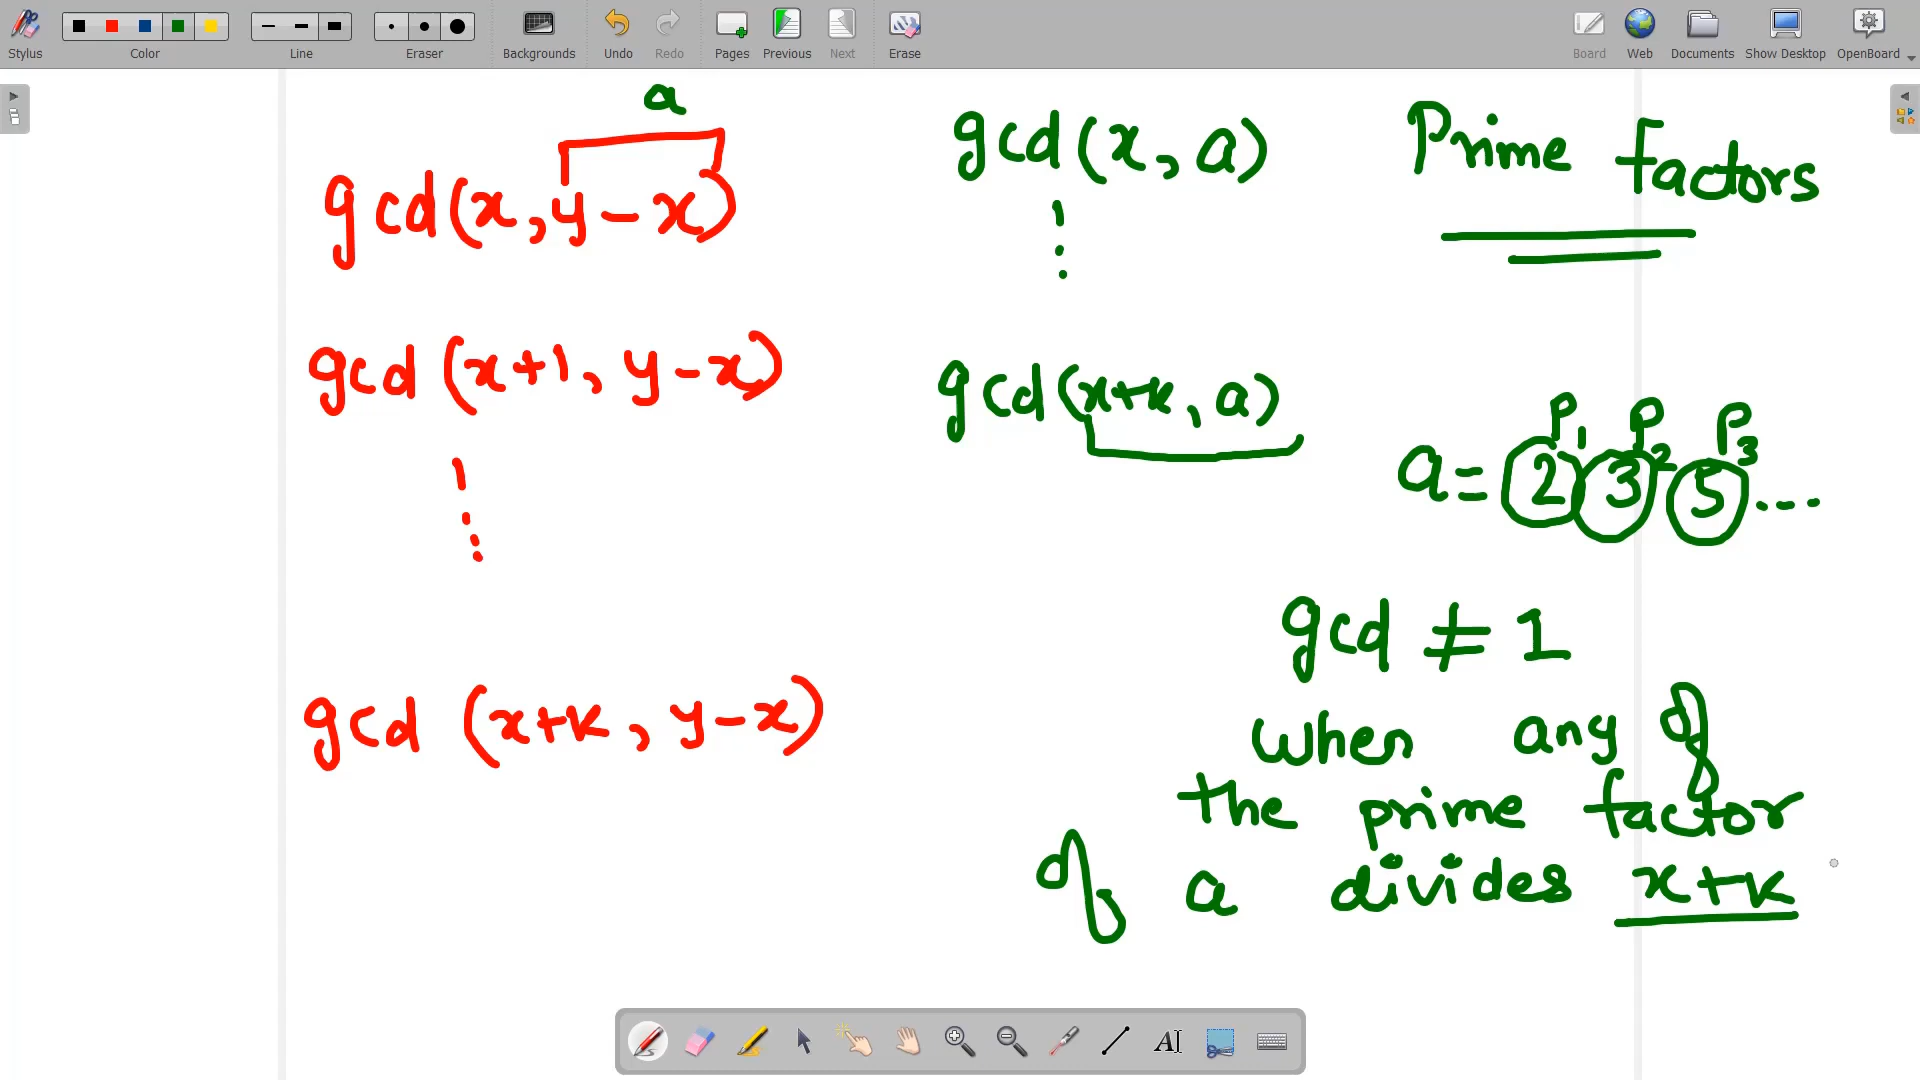 Stylus Color Line Eraser Backgrounds Undo Redo Pages Previous Next Erase Board Web Documents Show Desktop OpenBoard
a
gcd(x, y-x)
gcd(x+1, y-x)
gcd(x+k, y-x)
gcd(x, a)
gcd(x+k, a)
Prime factors
P1 P2 P3
a= 2 3 5 ...
gcd ≠ 1
when any of
the prime factor
of a divides x+k
AI